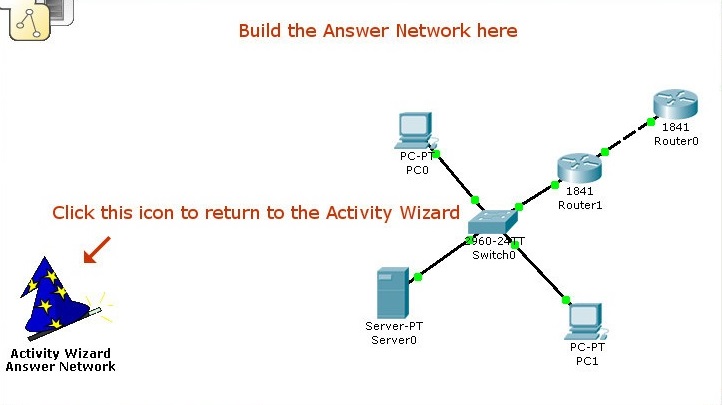 Build the Answer Network here
1841
Router0
PC-PT
PC0
1841
Router1
Click this icon to return to the Activity Wizard
2960-24TT
Switch0
Server-PT
Server0
PC-PT
PC1
Activity Wizard
Answer Network